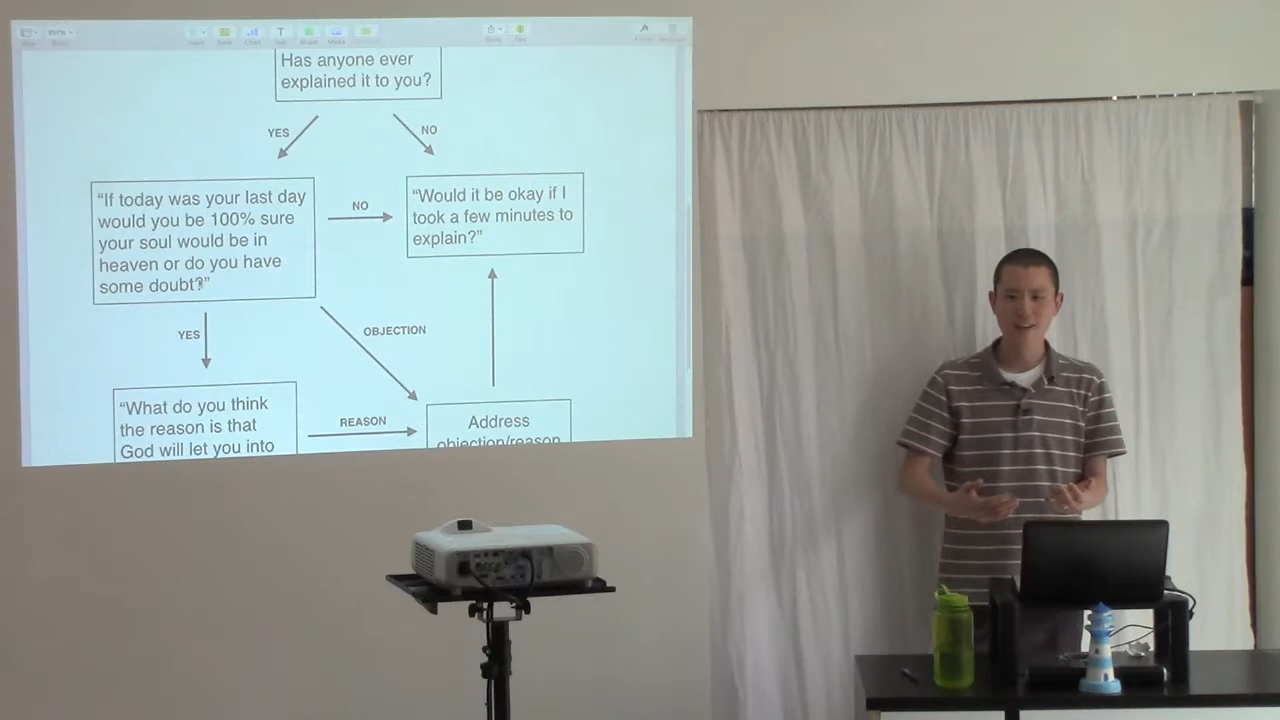 Has anyone ever
explained it to you?
YES
NO
“If today was your last day
would you be 100% sure
your soul would be in
heaven or do you have
some doubt?”
NO
“Would it be okay if I
took a few minutes to
explain?”
YES
OBJECTION
“What do you think
the reason is that
God will let you into
REASON
Address
objection/reason